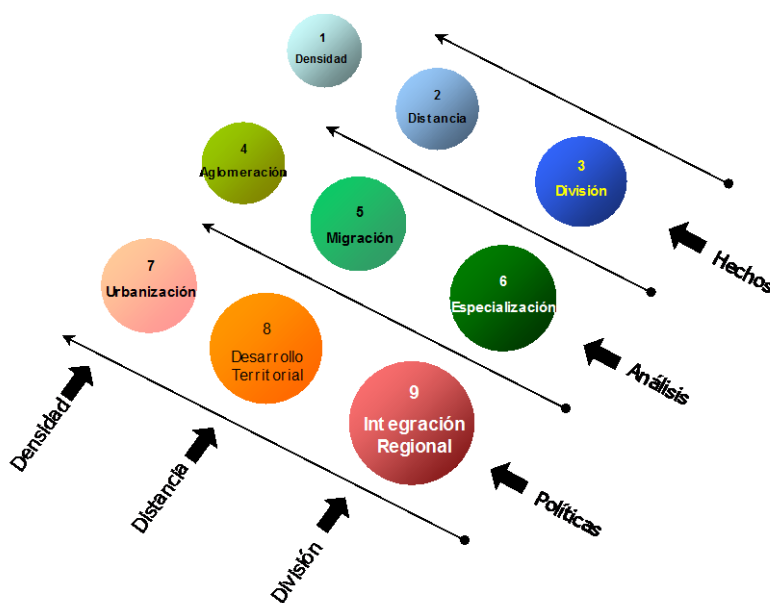 1
Densidad
2
Distancia
3
División
Hechos
4
Aglomeración
5
Migración
6
Especialización
Análisis
7
Urbanización
8
Desarrollo
Territorial
9
Integración
Regional
Políticas
Densidad
Distancia
División